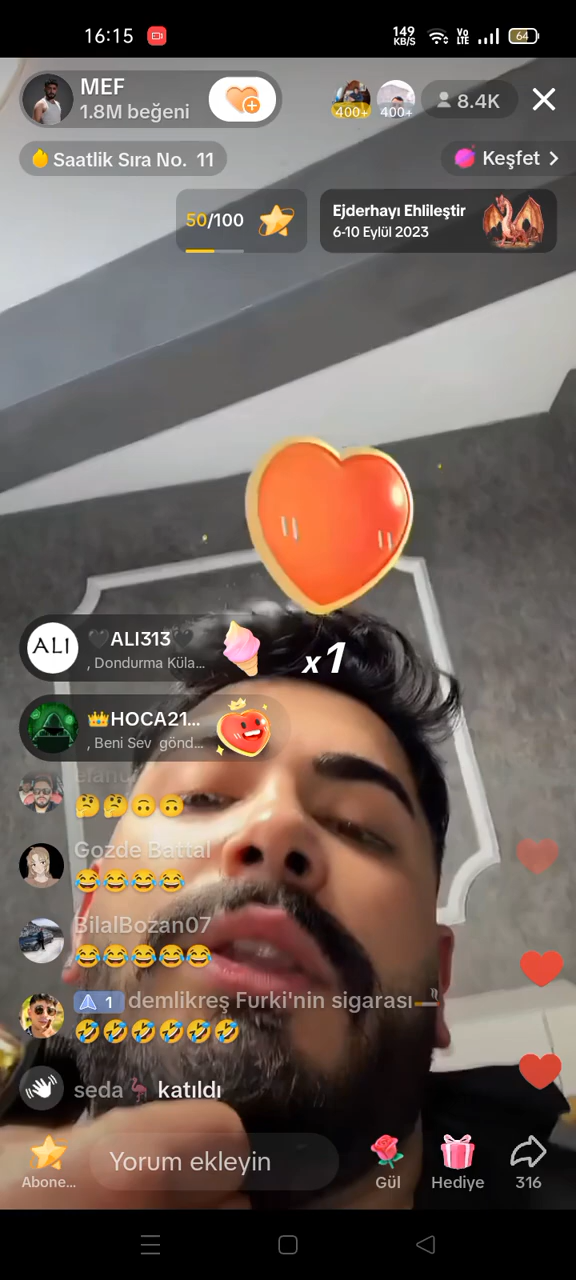 16:15
149
KB/S
Vo
LTE
64
MEF
1.8M beğeni
400+
400+
8.4K
Saatlik Sıra No. 11
Keşfet
50/100
Ejderhayı Ehlileştir
6-10 Eylül 2023
ALI
🖤ALI313🖤
, Dondurma Küla...
x1
👑HOCA21...
, Beni Sev gönd...
🤔🤔🙃🙃
Gozde Battal
😂😂😂😂
BilalBozan07
😂😂😂😂😂
1 demlikreş Furki'nin sigarası🚬
🤣🤣🤣🤣🤣🤣
seda🦩 katıldı
Abone...
Yorum ekleyin
Gül
Hediye
316